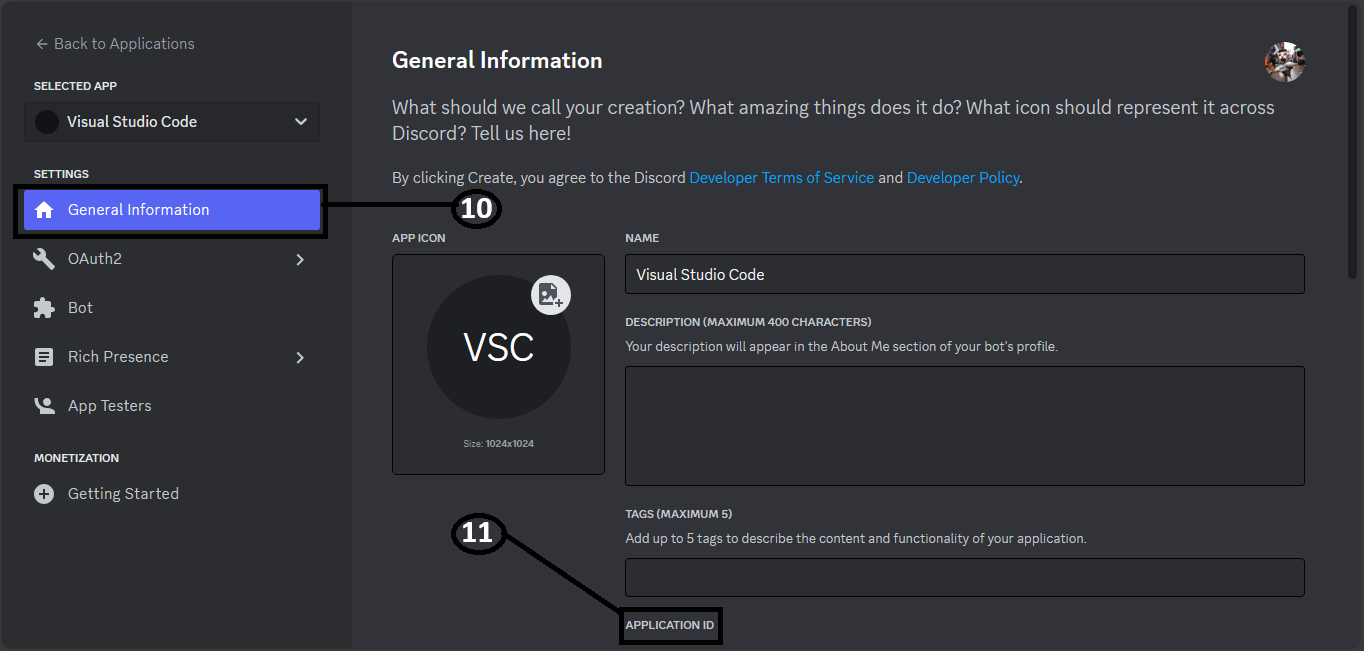 Back to Applications
SELECTED APP
Visual Studio Code
SETTINGS
General Information
OAuth2
Bot
Rich Presence
App Testers
MONETIZATION
Getting Started
10
General Information
What should we call your creation? What amazing things does it do? What icon should represent it across
Discord? Tell us here!
By clicking Create, you agree to the Discord Developer Terms of Service and Developer Policy.
APP ICON
VSC
Size: 1024x1024
NAME
Visual Studio Code
DESCRIPTION (MAXIMUM 400 CHARACTERS)
Your description will appear in the About Me section of your bot's profile.
TAGS (MAXIMUM 5)
Add up to 5 tags to describe the content and functionality of your application.
11
APPLICATION ID